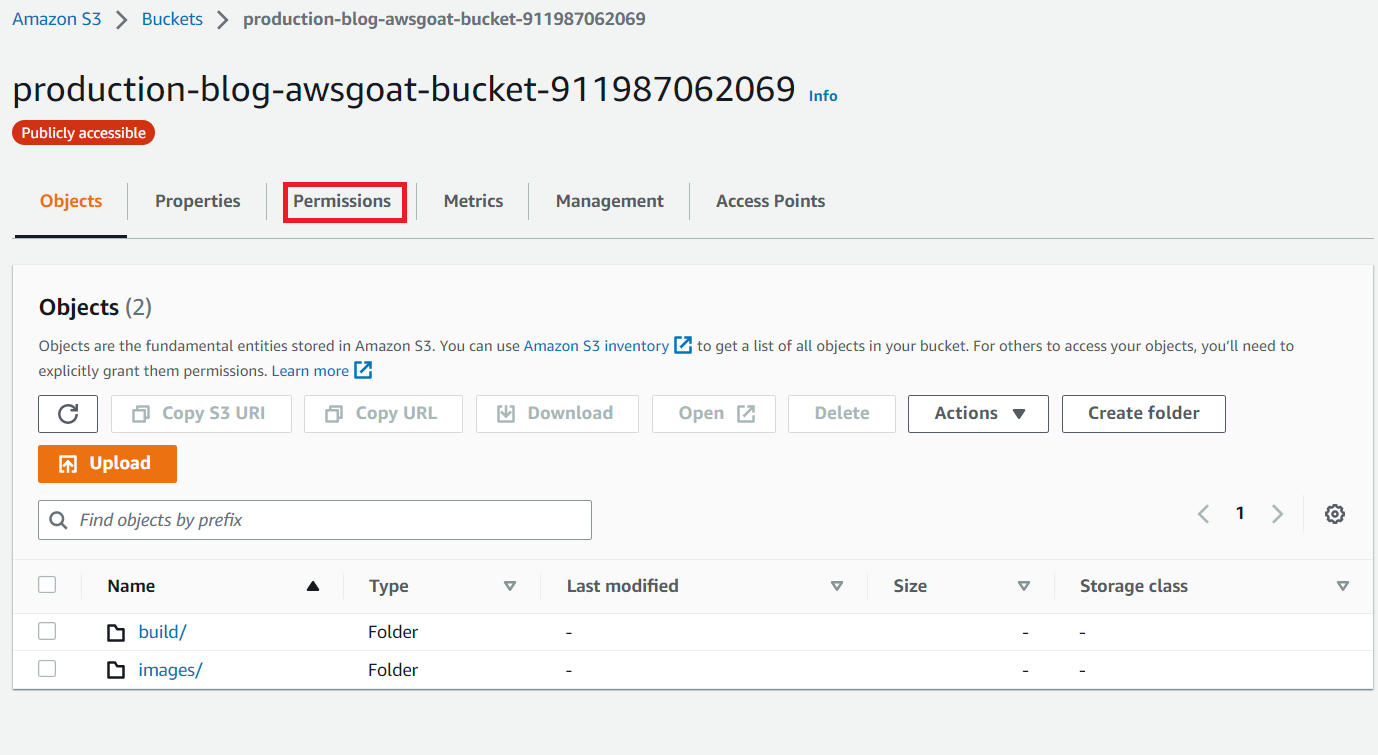 Amazon S3 > Buckets > production-blog-awsgoat-bucket-911987062069
production-blog-awsgoat-bucket-911987062069 Info
Publicly accessible
Objects Properties Permissions Metrics Management Access Points
Objects (2)
Objects are the fundamental entities stored in Amazon S3. You can use Amazon S3 inventory to get a list of all objects in your bucket. For others to access your objects, you'll need to
explicitly grant them permissions. Learn more
Copy S3 URI Copy URL Download Open Delete Actions Create folder
Upload
Find objects by prefix 1
Name Type Last modified Size Storage class
build/ Folder - - -
images/ Folder - - -